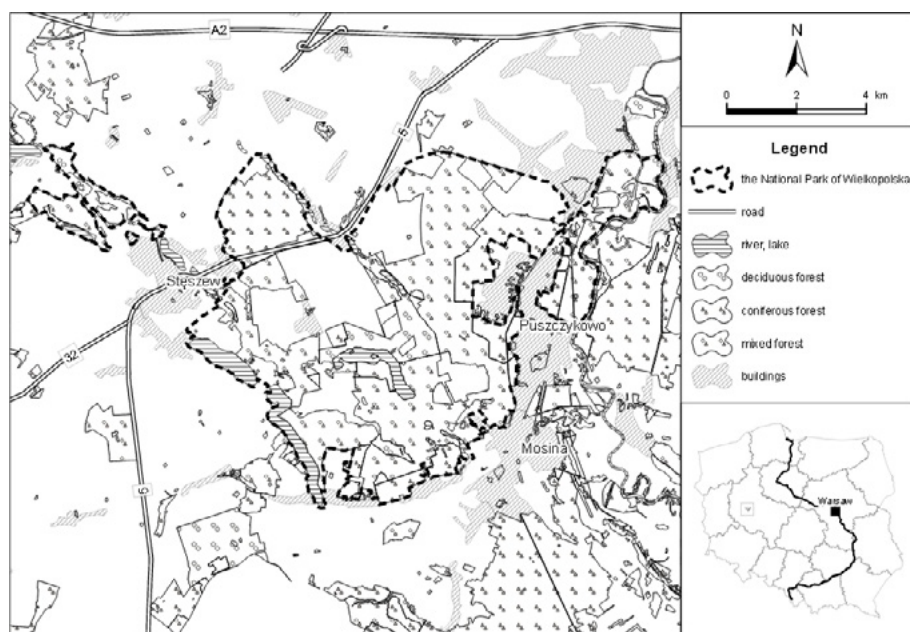 A2
5
Stęszew
Puszczykowo
32
Mosina
5
N
0 2 4 km
Legend
the National Park of Wielkopolska
road
river, lake
deciduous forest
coniferous forest
mixed forest
buildings
Warsaw